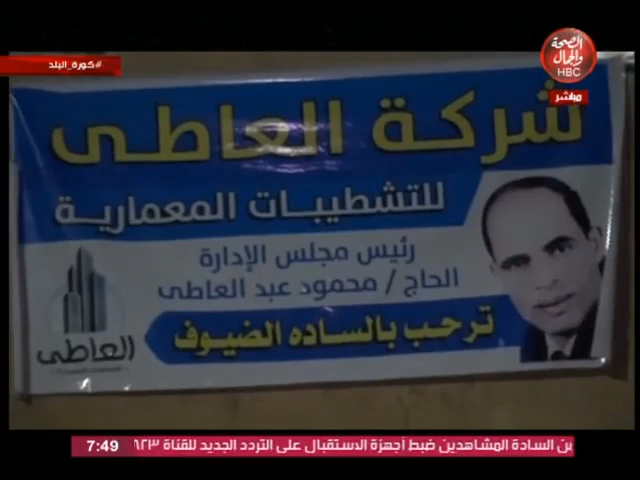 الصحة
والجمال
HBC
مباشر
#كورة_البلد
شركة العاطى
للتشطيبات المعمارية
رئيس مجلس الإدارة
الحاج / محمود عبد العاطى
ترحب بالساده الضيوف
العاطى
7:49
السادة المشاهدين ضبط اجهزة الاستقبال على التردد الجديد للقناة